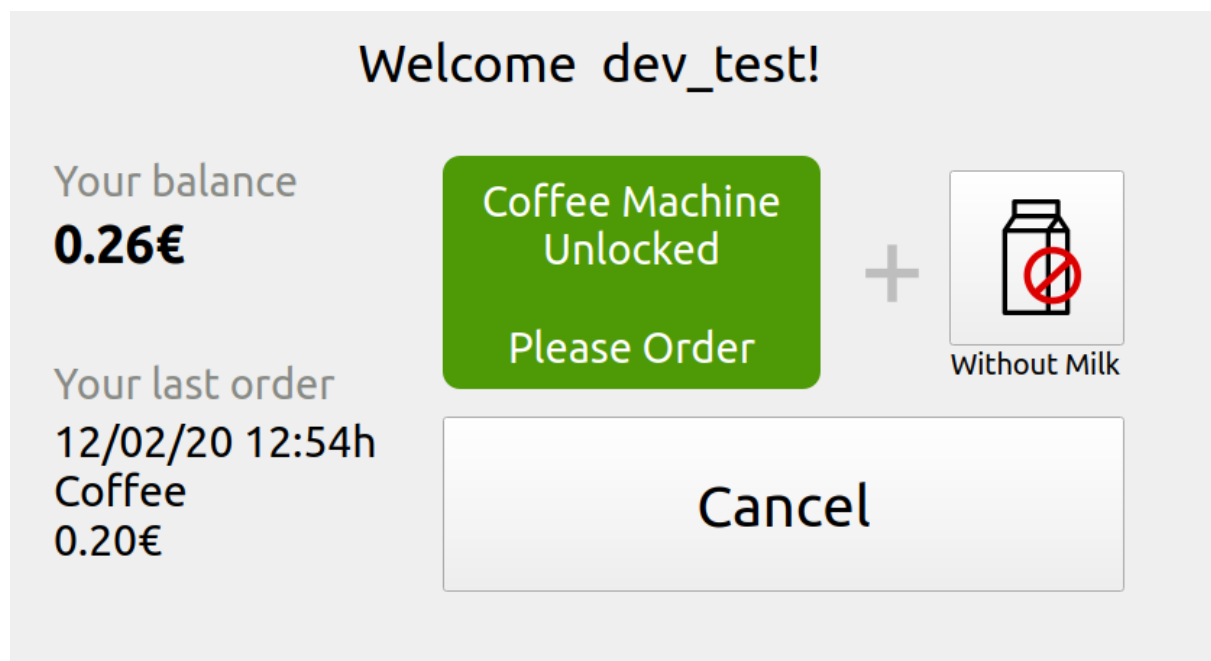 Welcome dev_test!
Your balance
0.26€
Your last order
12/02/20 12:54h
Coffee
0.20€
Coffee Machine
Unlocked
Please Order
+
Without Milk
Cancel